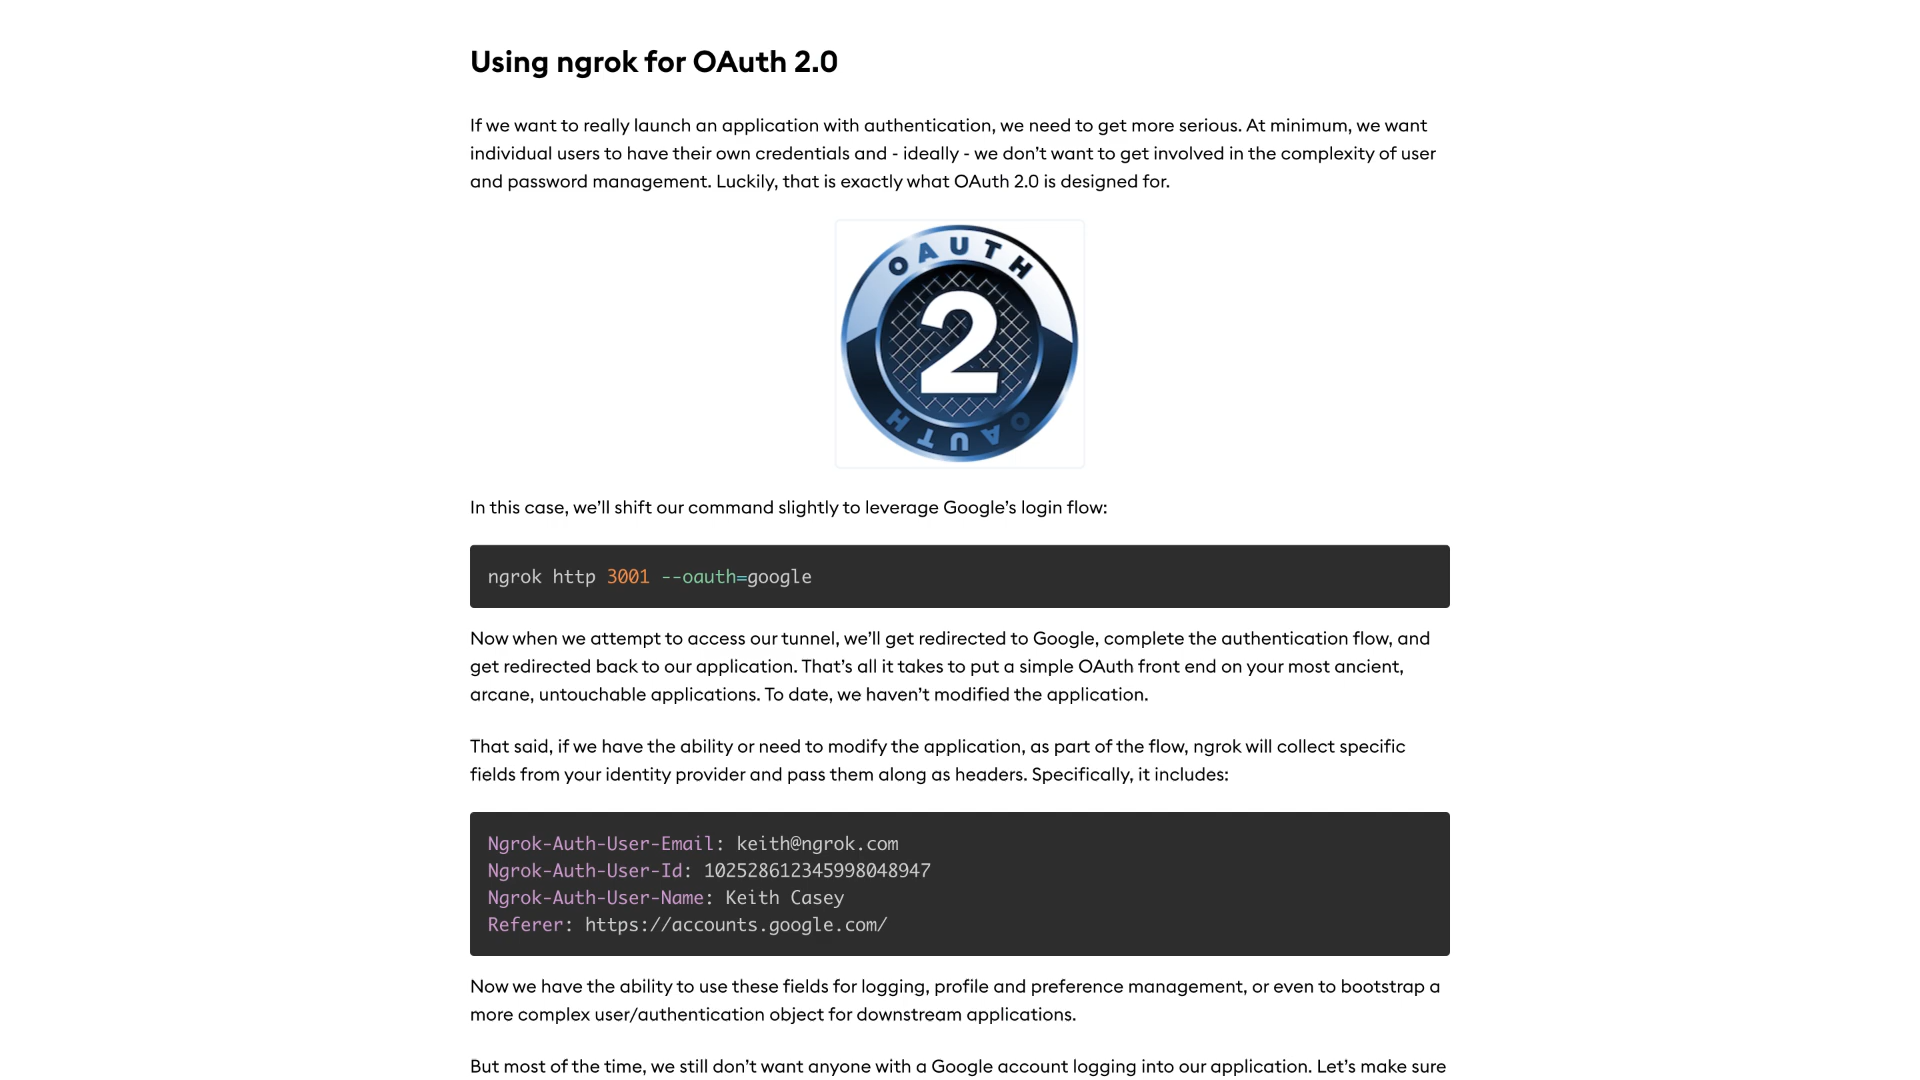 Using ngrok for OAuth 2.0
If we want to really launch an application with authentication, we need to get more serious. At minimum, we want
individual users to have their own credentials and - ideally - we don’t want to get involved in the complexity of user
and password management. Luckily, that is exactly what OAuth 2.0 is designed for.
OAUTH
2
OAUTH
In this case, we’ll shift our command slightly to leverage Google’s login flow:
ngrok http 3001 --oauth=google
Now when we attempt to access our tunnel, we’ll get redirected to Google, complete the authentication flow, and
get redirected back to our application. That’s all it takes to put a simple OAuth front end on your most ancient,
arcane, untouchable applications. To date, we haven’t modified the application.
That said, if we have the ability or need to modify the application, as part of the flow, ngrok will collect specific
fields from your identity provider and pass them along as headers. Specifically, it includes:
Ngrok-Auth-User-Email: keith@ngrok.com
Ngrok-Auth-User-Id: 102528612345998048947
Ngrok-Auth-User-Name: Keith Casey
Referer: https://accounts.google.com/
Now we have the ability to use these fields for logging, profile and preference management, or even to bootstrap a
more complex user/authentication object for downstream applications.
But most of the time, we still don’t want anyone with a Google account logging into our application. Let’s make sure